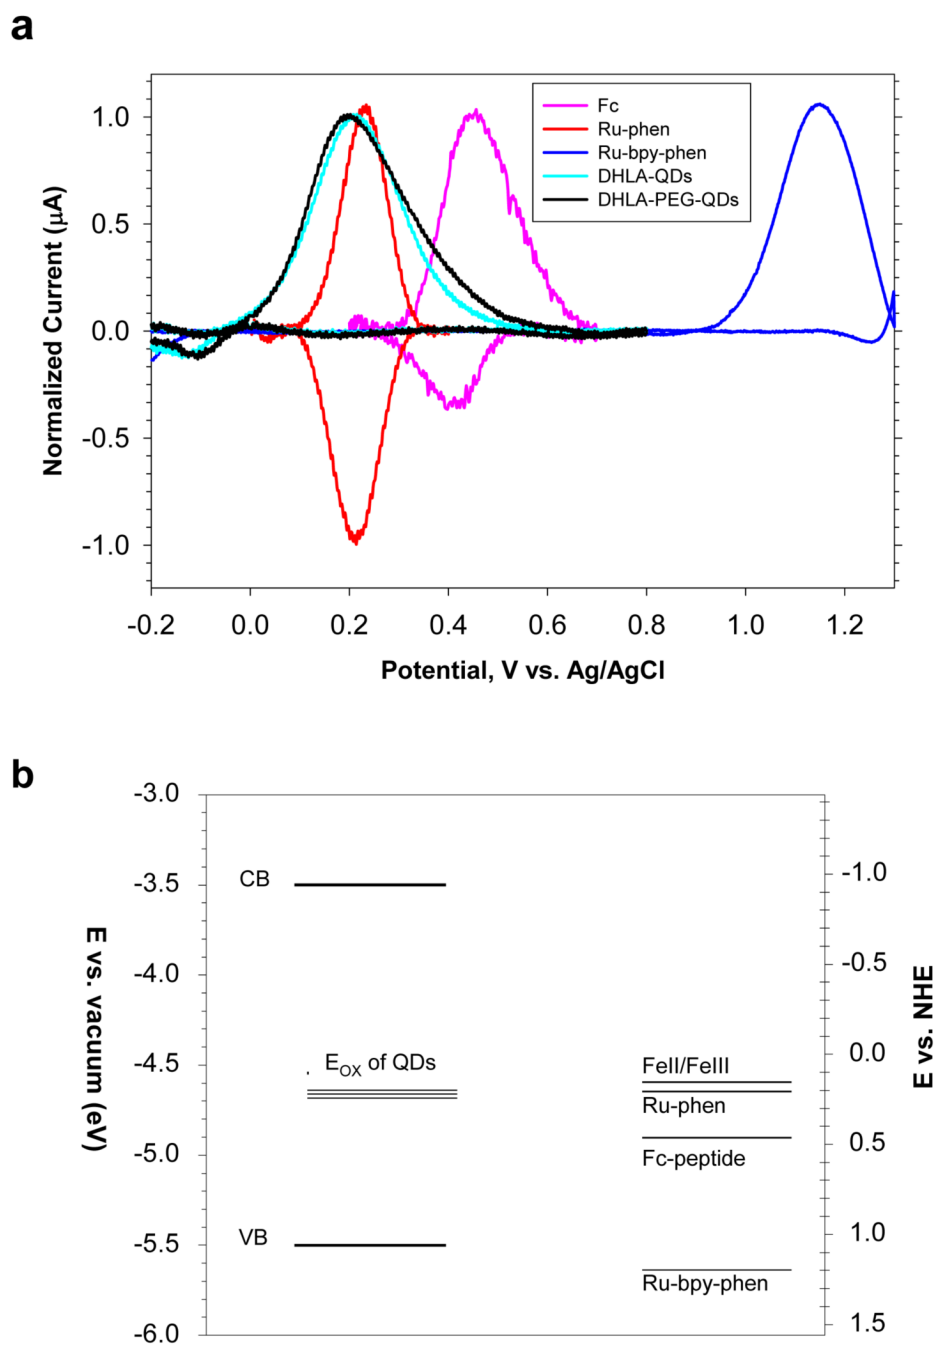 a
Normalized Current (μA)
1.0
0.5
0.0
-0.5
-1.0
Fc
Ru-phen
Ru-bpy-phen
DHLA-QDs
DHLA-PEG-QDs
-0.2 0.0 0.2 0.4 0.6 0.8 1.0 1.2
Potential, V vs. Ag/AgCl
b
E vs. vacuum (eV)
-3.0
-3.5
-4.0
-4.5
-5.0
-5.5
-6.0
CB
EOX of QDs
VB
FeII/FeIII
Ru-phen
Fc-peptide
Ru-bpy-phen
-1.0
-0.5
0.0
0.5
1.0
1.5
E vs. NHE